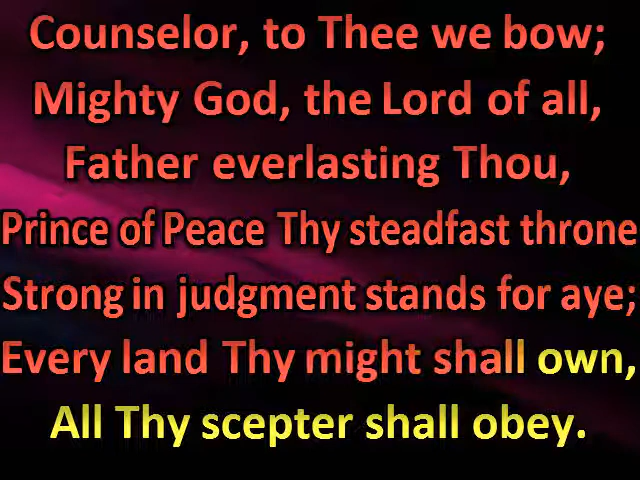 Counselor, to Thee we bow;
Mighty God, the Lord of all,
Father everlasting Thou,
Prince of Peace Thy steadfast throne
Strong in judgment stands for aye;
Every land Thy might shall own,
All Thy scepter shall obey.